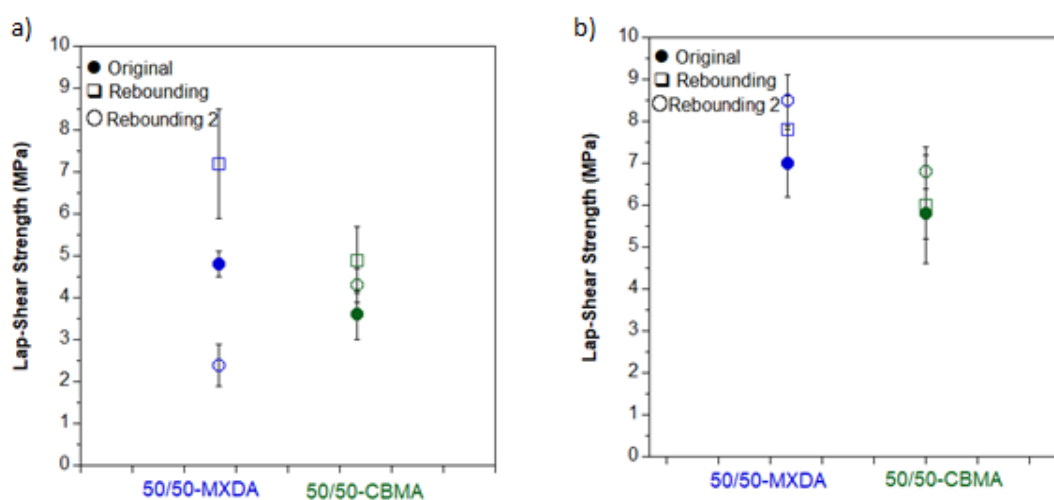 a)
10
9
8
7
6
5
4
3
2
1
0
Lap-Shear Strength (MPa)
Original
Rebounding
Rebounding 2
50/50-MXDA
50/50-CBMA
b)
10
9
8
7
6
5
4
3
2
1
0
Lap-Shear Strength (MPa)
Original
Rebounding
Rebounding 2
50/50-MXDA
50/50-CBMA